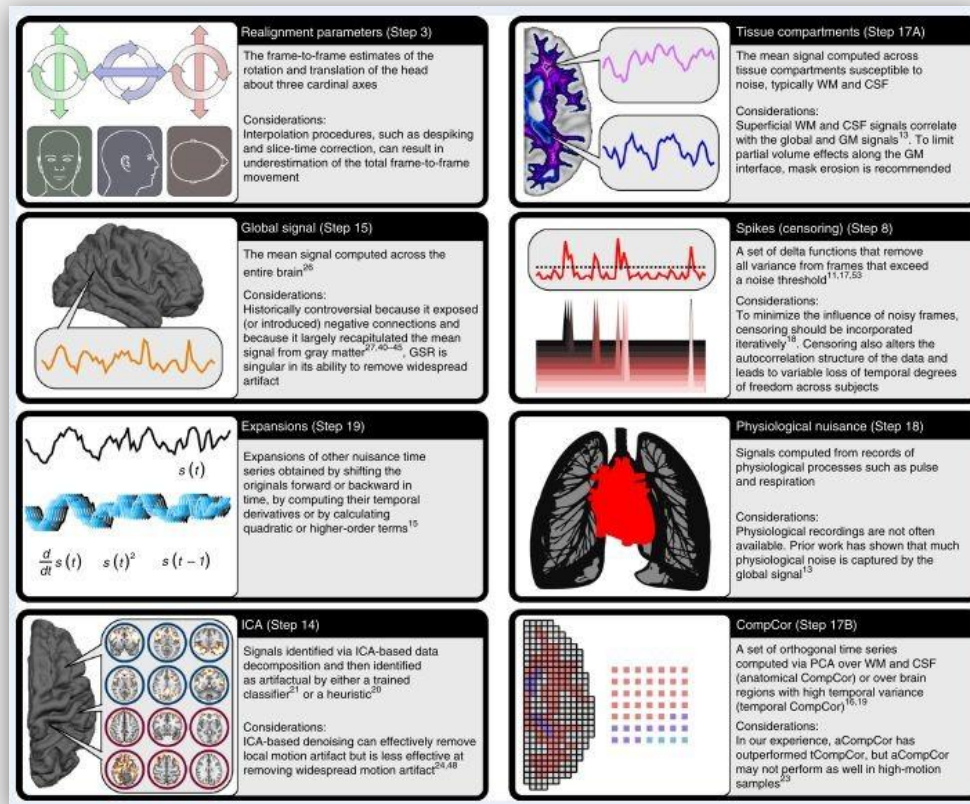 Realignment parameters (Step 3)
The frame-to-frame estimates of the
rotation and translation of the head
about three cardinal axes
Considerations:
Interpolation procedures, such as despiking
and slice-time correction, can result in
underestimation of the total frame-to-frame
movement
Tissue compartments (Step 17A)
The mean signal computed across
tissue compartments susceptible to
noise, typically WM and CSF
Considerations:
Superficial WM and CSF signals correlate
with the global and GM signals¹³. To limit
partial volume effects along the GM
interface, mask erosion is recommended
Global signal (Step 15)
The mean signal computed across the
entire brain²⁶
Considerations:
Historically controversial because it exposed
(or introduced) negative connections and
because it largely recapitulated the mean
signal from gray matter²⁷,⁴⁰⁻⁴⁵, GSR is
singular in its ability to remove widespread
artifact
Spikes (censoring) (Step 8)
A set of delta functions that remove
all variance from frames that exceed
a noise threshold¹¹,¹⁷,⁵³
Considerations:
To minimize the influence of noisy frames,
censoring should be incorporated
iteratively¹⁸. Censoring also alters the
autocorrelation structure of the data and
leads to variable loss of temporal degrees
of freedom across subjects
Expansions (Step 19)
s(t)
d/dt s(t) s(t)² s(t − 1)
Expansions of other nuisance time
series obtained by shifting the
originals forward or backward in
time, by computing their temporal
derivatives or by calculating
quadratic or higher-order terms¹⁵
Physiological nuisance (Step 18)
Signals computed from records of
physiological processes such as pulse
and respiration
Considerations:
Physiological recordings are not often
available. Prior work has shown that much
physiological noise is captured by the
global signal¹³
ICA (Step 14)
Signals identified via ICA-based data
decomposition and then identified
as artifactual by either a trained
classifier²¹ or a heuristic²⁰
Considerations:
ICA-based denoising can effectively remove
local motion artifact but is less effective at
removing widespread motion artifact²⁴,⁴⁸
CompCor (Step 17B)
A set of orthogonal time series
computed via PCA over WM and CSF
(anatomical CompCor) or over brain
regions with high temporal variance
(temporal CompCor)¹⁶,¹⁹
Considerations:
In our experience, aCompCor has
outperformed tCompCor, but aCompCor
may not perform as well in high-motion
samples²³